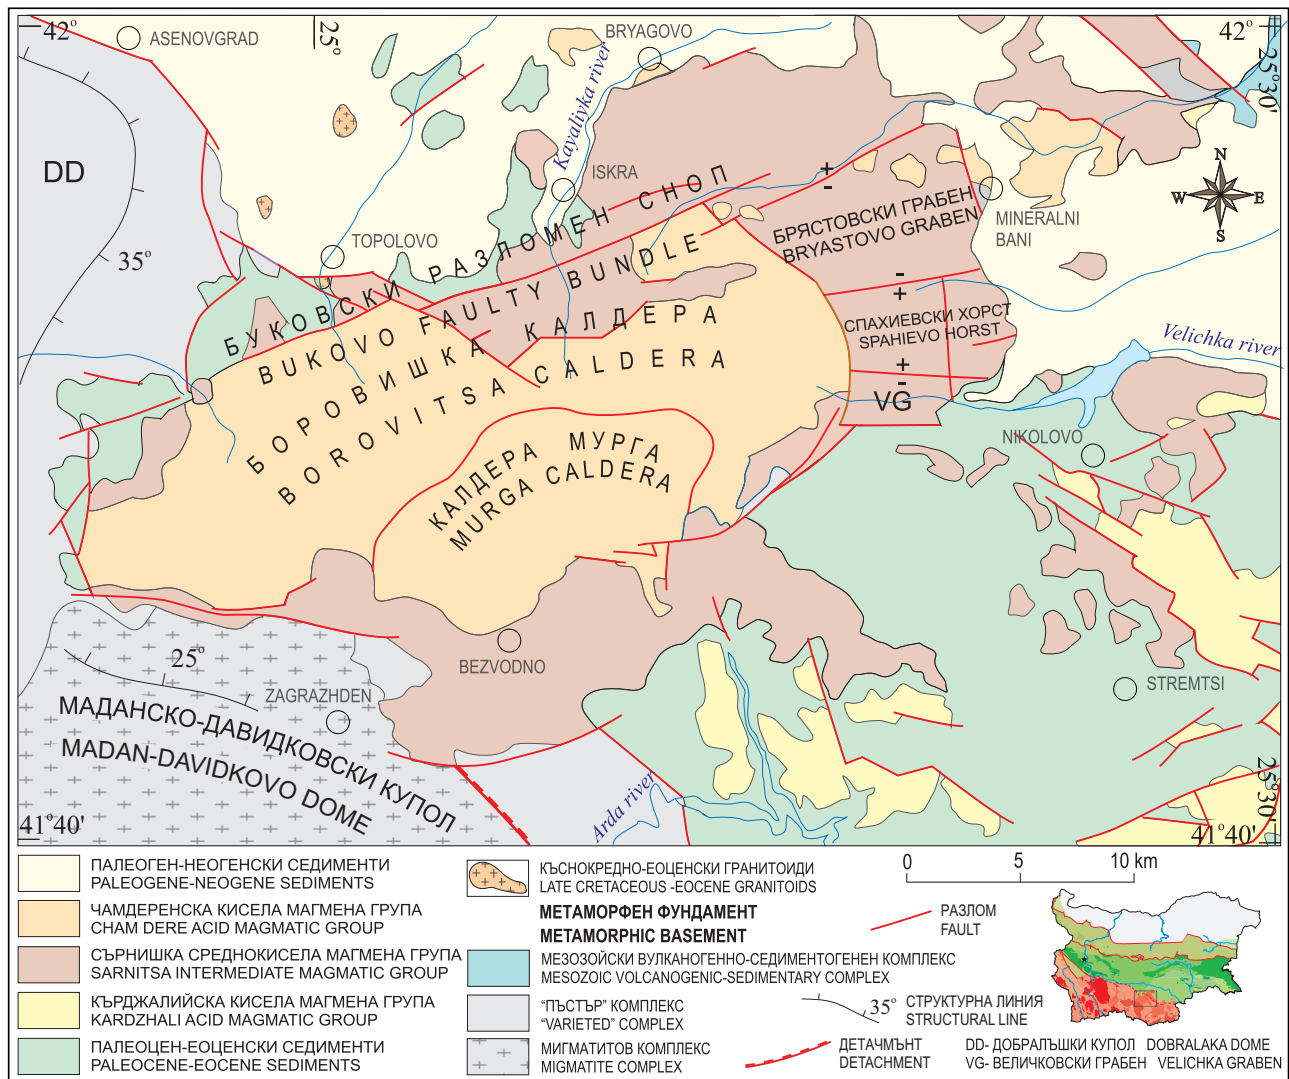 42°
ASENOVGRAD
25°
BRYAGOVO
42°
25°30'
Kayaliyka river
DD
ISKRA
N
W
E
S
MINERALNI
BANI
TOPOLOVO
35°
+
-
БРЯСТОВСКИ ГРАБЕН
BRYASTOVO GRABEN
БУКОВСКИ РАЗЛОМЕН СНОП
BUKOVO FAULTY BUNDLE
-
+
СПАХИЕВСКИ ХОРСТ
SPAHIEVO HORST
+
-
VG
Velichka river
БОРОВИШКА КАЛДЕРА
BOROVITSA CALDERA
КАЛДЕРА МУРГА
MURGA CALDERA
NIKOLOVO
BEZVODNO
STREMTSI
25°
ZAGRAZHDEN
МАДАНСКО-ДАВИДКОВСКИ КУПОЛ
MADAN-DAVIDKOVO DOME
Arda river
41°40'
25°30'
41°40'
ПАЛЕОГЕН-НЕОГЕНСКИ СЕДИМЕНТИ
PALEOGENE-NEOGENE SEDIMENTS
ЧАМДЕРЕНСКА КИСЕЛА МАГМЕНА ГРУПА
CHAM DERE ACID MAGMATIC GROUP
СЪРНИШКА СРЕДНОКИСЕЛА МАГМЕНА ГРУПА
SARNITSA INTERMEDIATE MAGMATIC GROUP
КЪРДЖАЛИЙСКА КИСЕЛА МАГМЕНА ГРУПА
KARDZHALI ACID MAGMATIC GROUP
ПАЛЕОЦЕН-ЕОЦЕНСКИ СЕДИМЕНТИ
PALEOCENE-EOCENE SEDIMENTS
КЪСНОКРЕДНО-ЕОЦЕНСКИ ГРАНИТОИДИ
LATE CRETACEOUS -EOCENE GRANITOIDS
МЕТАМОРФЕН ФУНДАМЕНТ
METAMORPHIC BASEMENT
МЕЗОЗОЙСКИ ВУЛКАНОГЕННО-СЕДИМЕНТОГЕНЕН КОМПЛЕКС
MESOZOIC VOLCANOGENIC-SEDIMENTARY COMPLEX
"ПЪСТЪР" КОМПЛЕКС
"VARIETED" COMPLEX
МИГМАТИТОВ КОМПЛЕКС
MIGMATITE COMPLEX
0 5 10 km
РАЗЛОМ
FAULT
35°
СТРУКТУРНА ЛИНИЯ
STRUCTURAL LINE
ДЕТАЧМЪНТ
DETACHMENT
DD- ДОБРАЛЪШКИ КУПОЛ DOBRALAKA DOME
VG- ВЕЛИЧКОВСКИ ГРАБЕН VELICHKA GRABEN